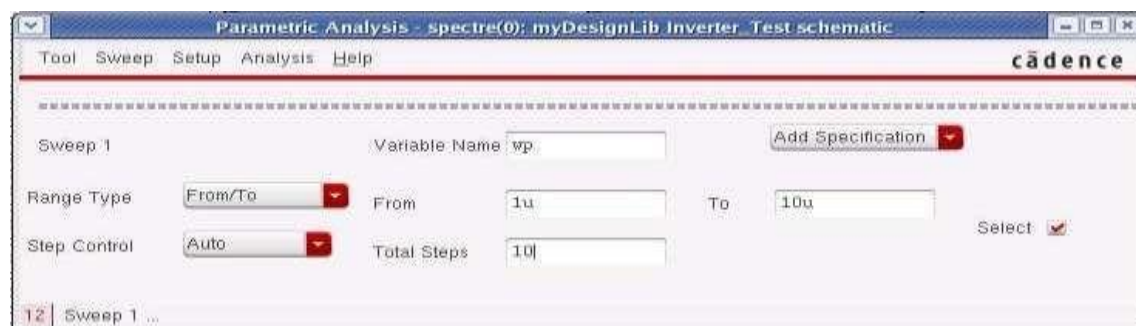 Parametric Analysis - spectre(0): myDesignLib Inverter_Test schematic
Tool Sweep Setup Analysis Help
cādence
Sweep 1 Variable Name wp Add Specification
Range Type From/To From 1u To 10u
Select
Step Control Auto Total Steps 10
12 Sweep 1 ...